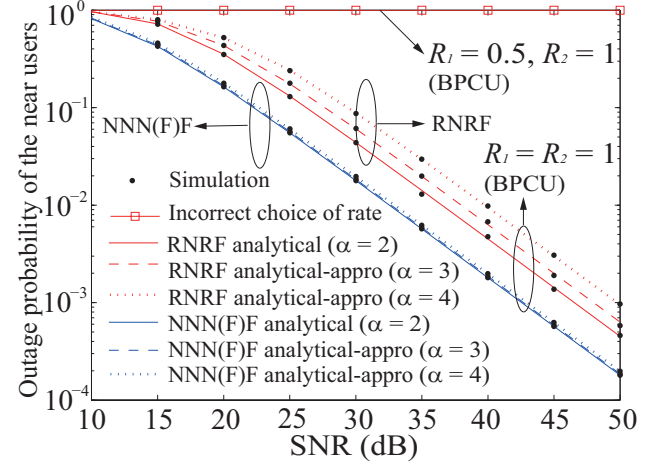 10⁰
R₁ = 0.5, R₂ = 1
(BPCU)
10⁻¹
NNN(F)F
RNRF
R₁ = R₂ = 1
(BPCU)
Simulation
10⁻²
Incorrect choice of rate
RNRF analytical (α = 2)
RNRF analytical-appro (α = 3)
10⁻³
RNRF analytical-appro (α = 4)
NNN(F)F analytical (α = 2)
NNN(F)F analytical-appro (α = 3)
NNN(F)F analytical-appro (α = 4)
10⁻⁴
10 15 20 25 30 35 40 45 50
SNR (dB)
Outage probability of the near users